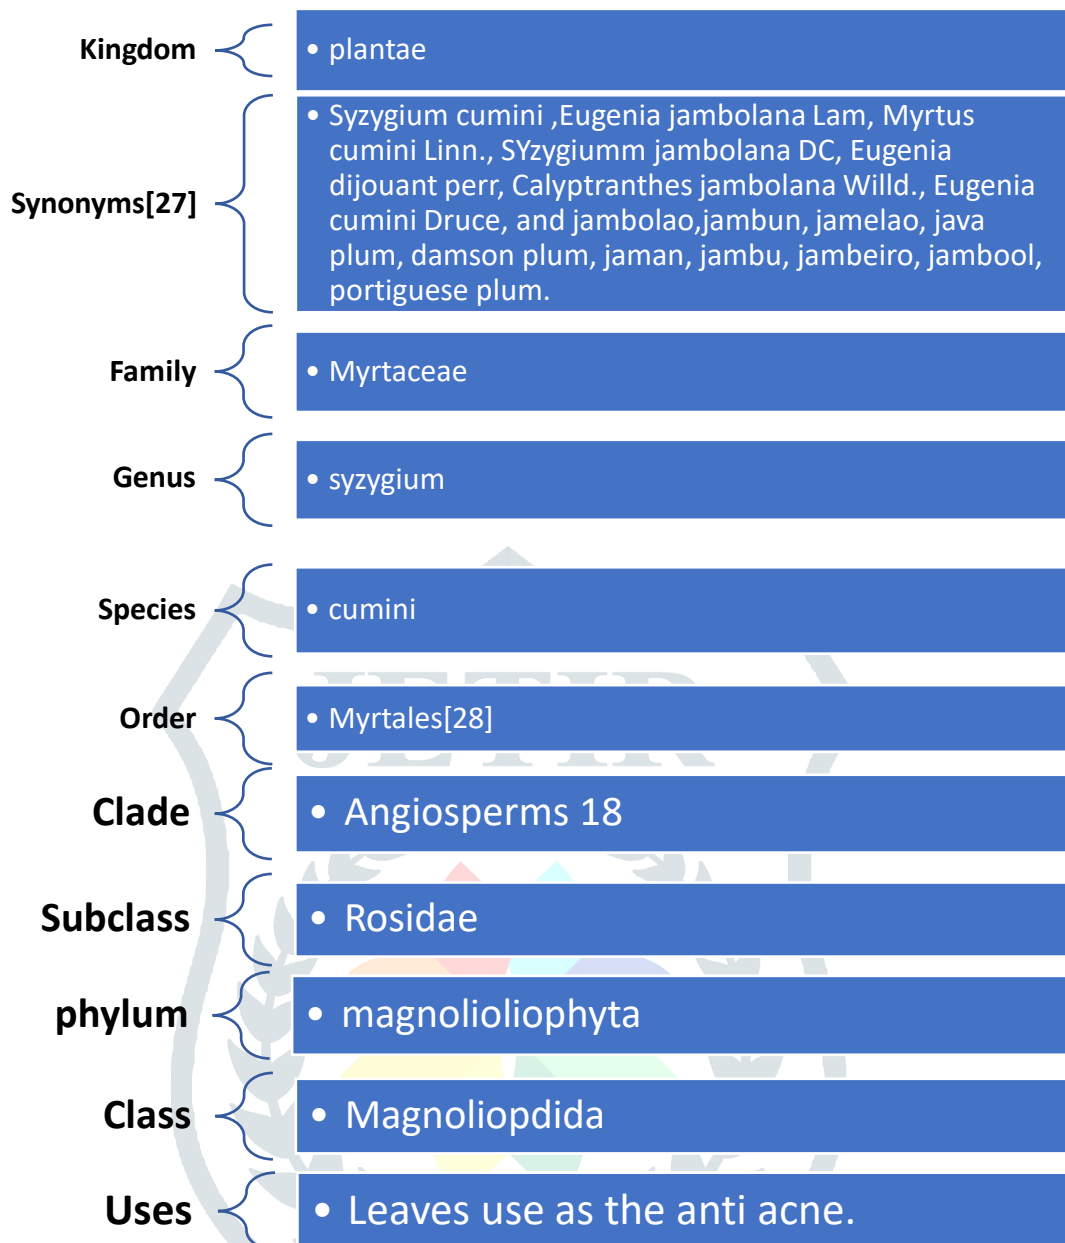 Kingdom
• plantae
Synonyms[27]
• Syzygium cumini ,Eugenia jambolana Lam, Myrtus
cumini Linn., SYzygiumm jambolana DC, Eugenia
dijouant perr, Calyptranthes jambolana Willd., Eugenia
cumini Druce, and jambolao,jambun, jamelao, java
plum, damson plum, jaman, jambu, jambeiro, jambool,
portiguese plum.
Family
• Myrtaceae
Genus
• syzygium
Species
• cumini
JETIR
Order
• Myrtales[28]
Clade
• Angiosperms 18
Subclass
• Rosidae
phylum
• magnolioliophyta
Class
• Magnoliopdida
Uses
• Leaves use as the anti acne.